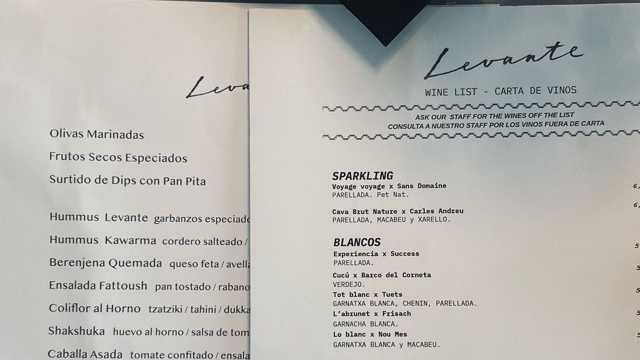 Olivas Marinadas
Frutos Secos Especiados
Surtido de Dips con Pan Pita
Hummus Levante garbanzos especiado
Hummus Kawarma cordero salteado /
Berenjena Quemada queso feta / avella
Ensalada Fattoush pan tostado / rabano
Coliflor al Horno tzatziki / tahini / dukka
Shakshuka huevo al horno / salsa de tom
Caballa Asada tomate confitado / ensala
Levante
WINE LIST - CARTA DE VINOS
ASK OUR STAFF FOR THE WINES OFF THE LIST
CONSULTA A NUESTRO STAFF POR LOS VINOS FUERA DE CARTA
SPARKLING
Voyage voyage x Sans Domaine
PARELLADA. Pet Nat.
Cava Brut Nature x Carles Andreu
PARELLADA, MACABEU y XARELLO.
BLANCOS
Experiencia x Success
PARELLADA.
Cucú x Barco del Corneta
VERDEJO.
Tot blanc x Tuets
GARNATXA BLANCA, CHENIN, PARELLADA.
L'abrunet x Frisach
GARNACHA BLANCA.
Lo blanc x Nou Mes
GARNATXA BLANCA y MACABEU.